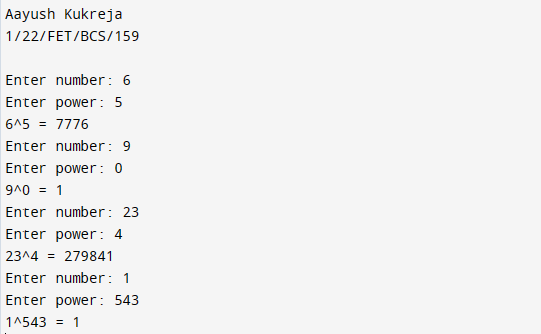 Aayush Kukreja
1/22/FET/BCS/159
Enter number: 6
Enter power: 5
6^5 = 7776
Enter number: 9
Enter power: 0
9^0 = 1
Enter number: 23
Enter power: 4
23^4 = 279841
Enter number: 1
Enter power: 543
1^543 = 1